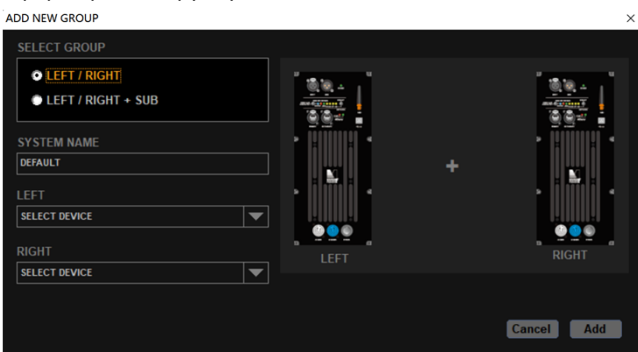 ADD NEW GROUP
SELECT GROUP
LEFT / RIGHT
LEFT / RIGHT + SUB
SYSTEM NAME
DEFAULT
LEFT
SELECT DEVICE
RIGHT
SELECT DEVICE
+
LEFT
RIGHT
Cancel
Add